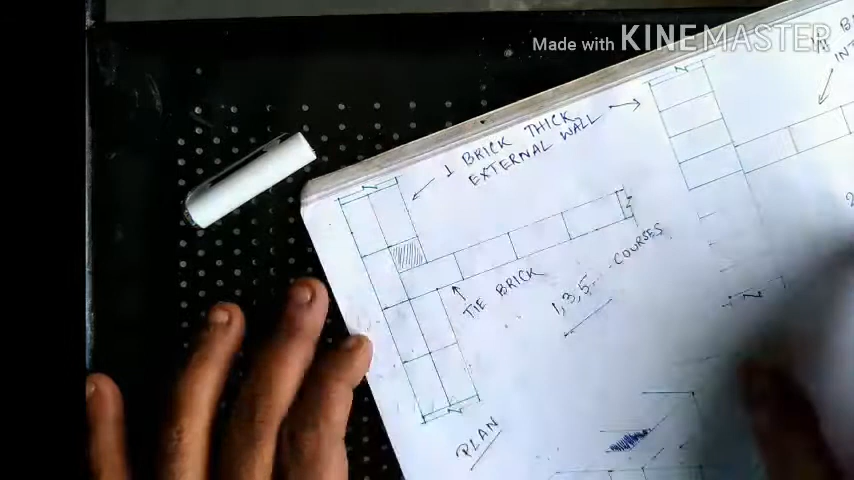 Made with KINEMASTER
1 BRICK THICK
EXTERNAL WALL
TIE BRICK
1,3,5... COURSES
PLAN